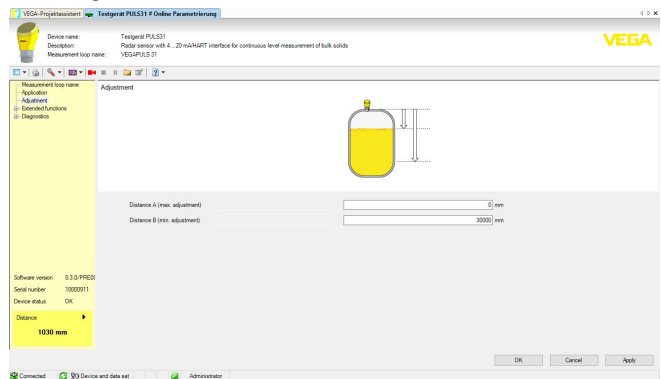 VEGA-Projektassistent
Testgerät PULS31 # Online Parametrierung
Device name: Testgerät PULS31
Description: Radar sensor with 4 ... 20 mA/HART interface for continuous level measurement of bulk solids
Measurement loop name: VEGAPULS 31
VEGA
Measurement loop name
Application
Adjustment
Extended functions
Diagnostics
Adjustment
Distance A (max. adjustment) 0 mm
Distance B (min. adjustment) 30000 mm
Software version 0.3.0/PRED
Serial number 10000911
Device status OK
Distance
1030 mm
OK Cancel Apply
Connected Device and data set Administrator